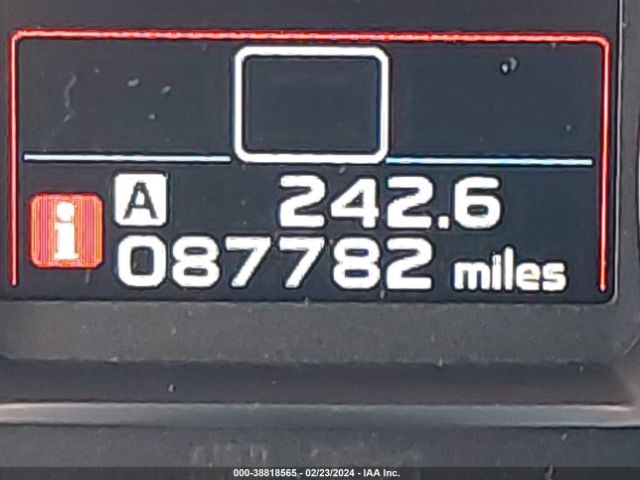 A 242.6
i 087782 miles
000-38818565 - 02/23/2024 - IAA Inc.